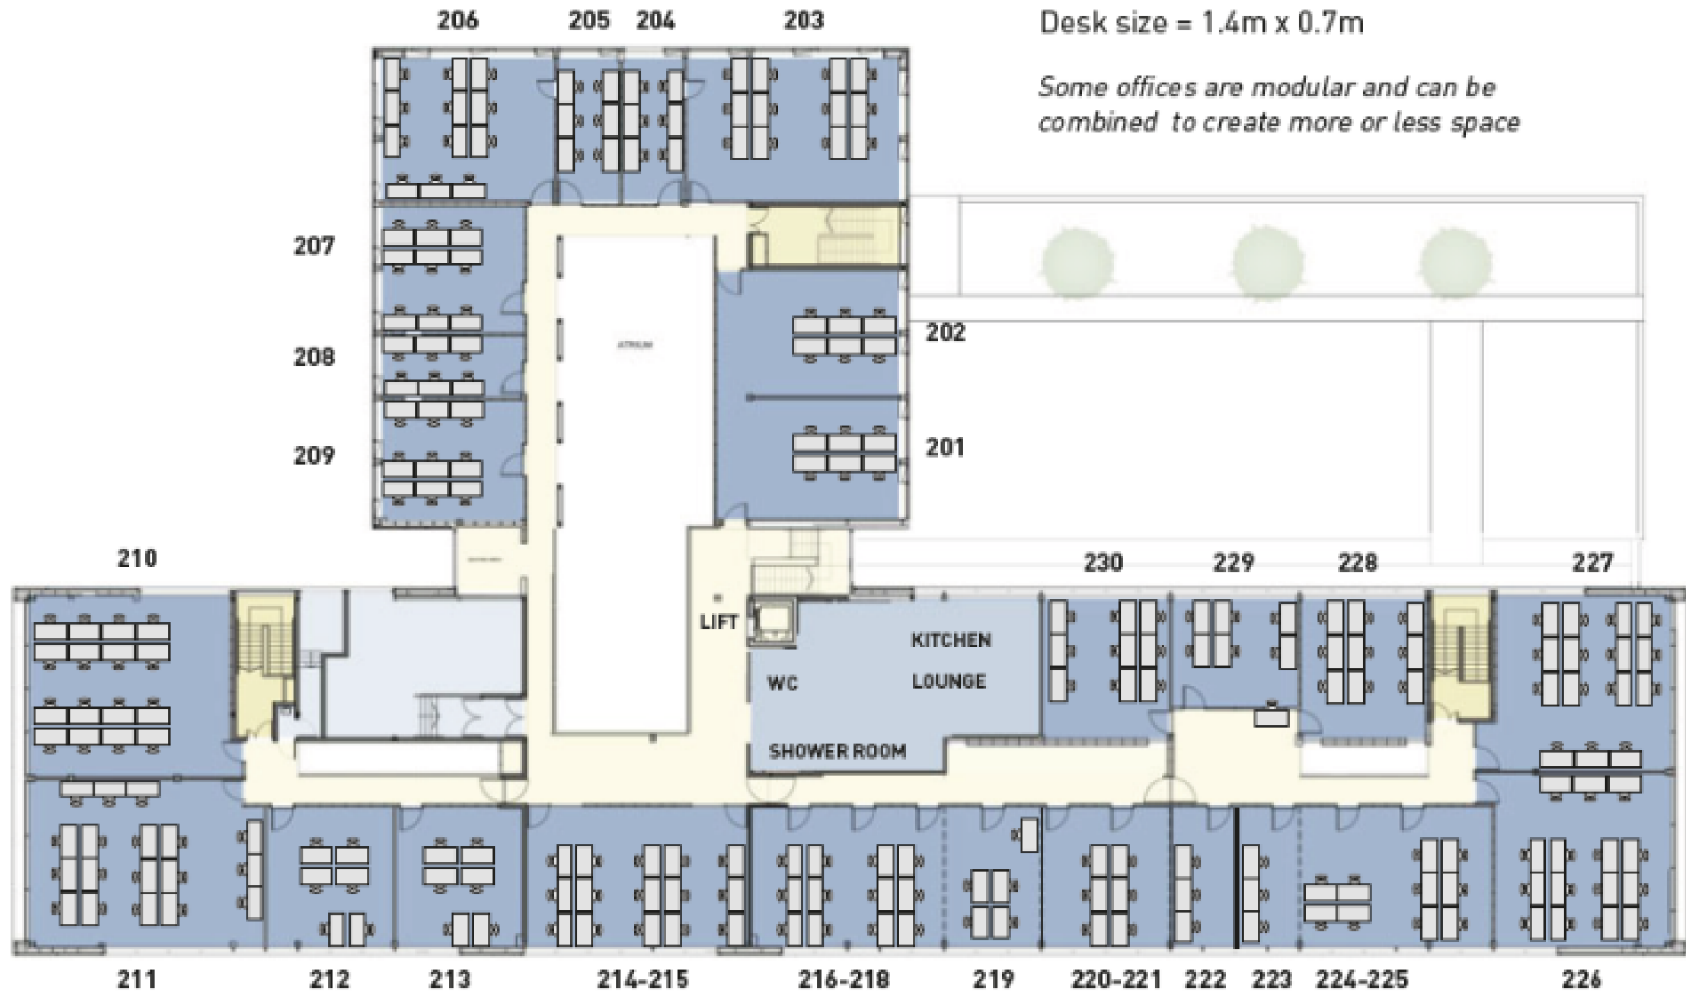 206
205
204
203
Desk size = 1.4m x 0.7m
Some offices are modular and can be
combined to create more or less space
207
208
209
ATRIUM
202
201
210
230
229
228
227
LIFT
KITCHEN
WC
LOUNGE
SHOWER ROOM
211
212
213
214-215
216-218
219
220-221
222
223
224-225
226